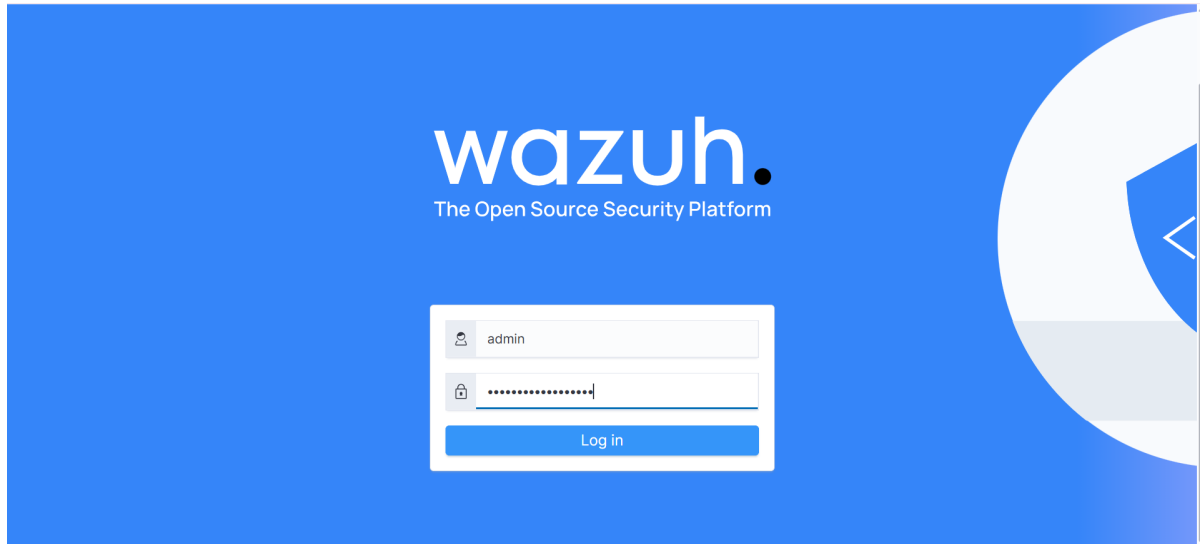 wazuh.
The Open Source Security Platform
admin
••••••••••••••••••
Log in